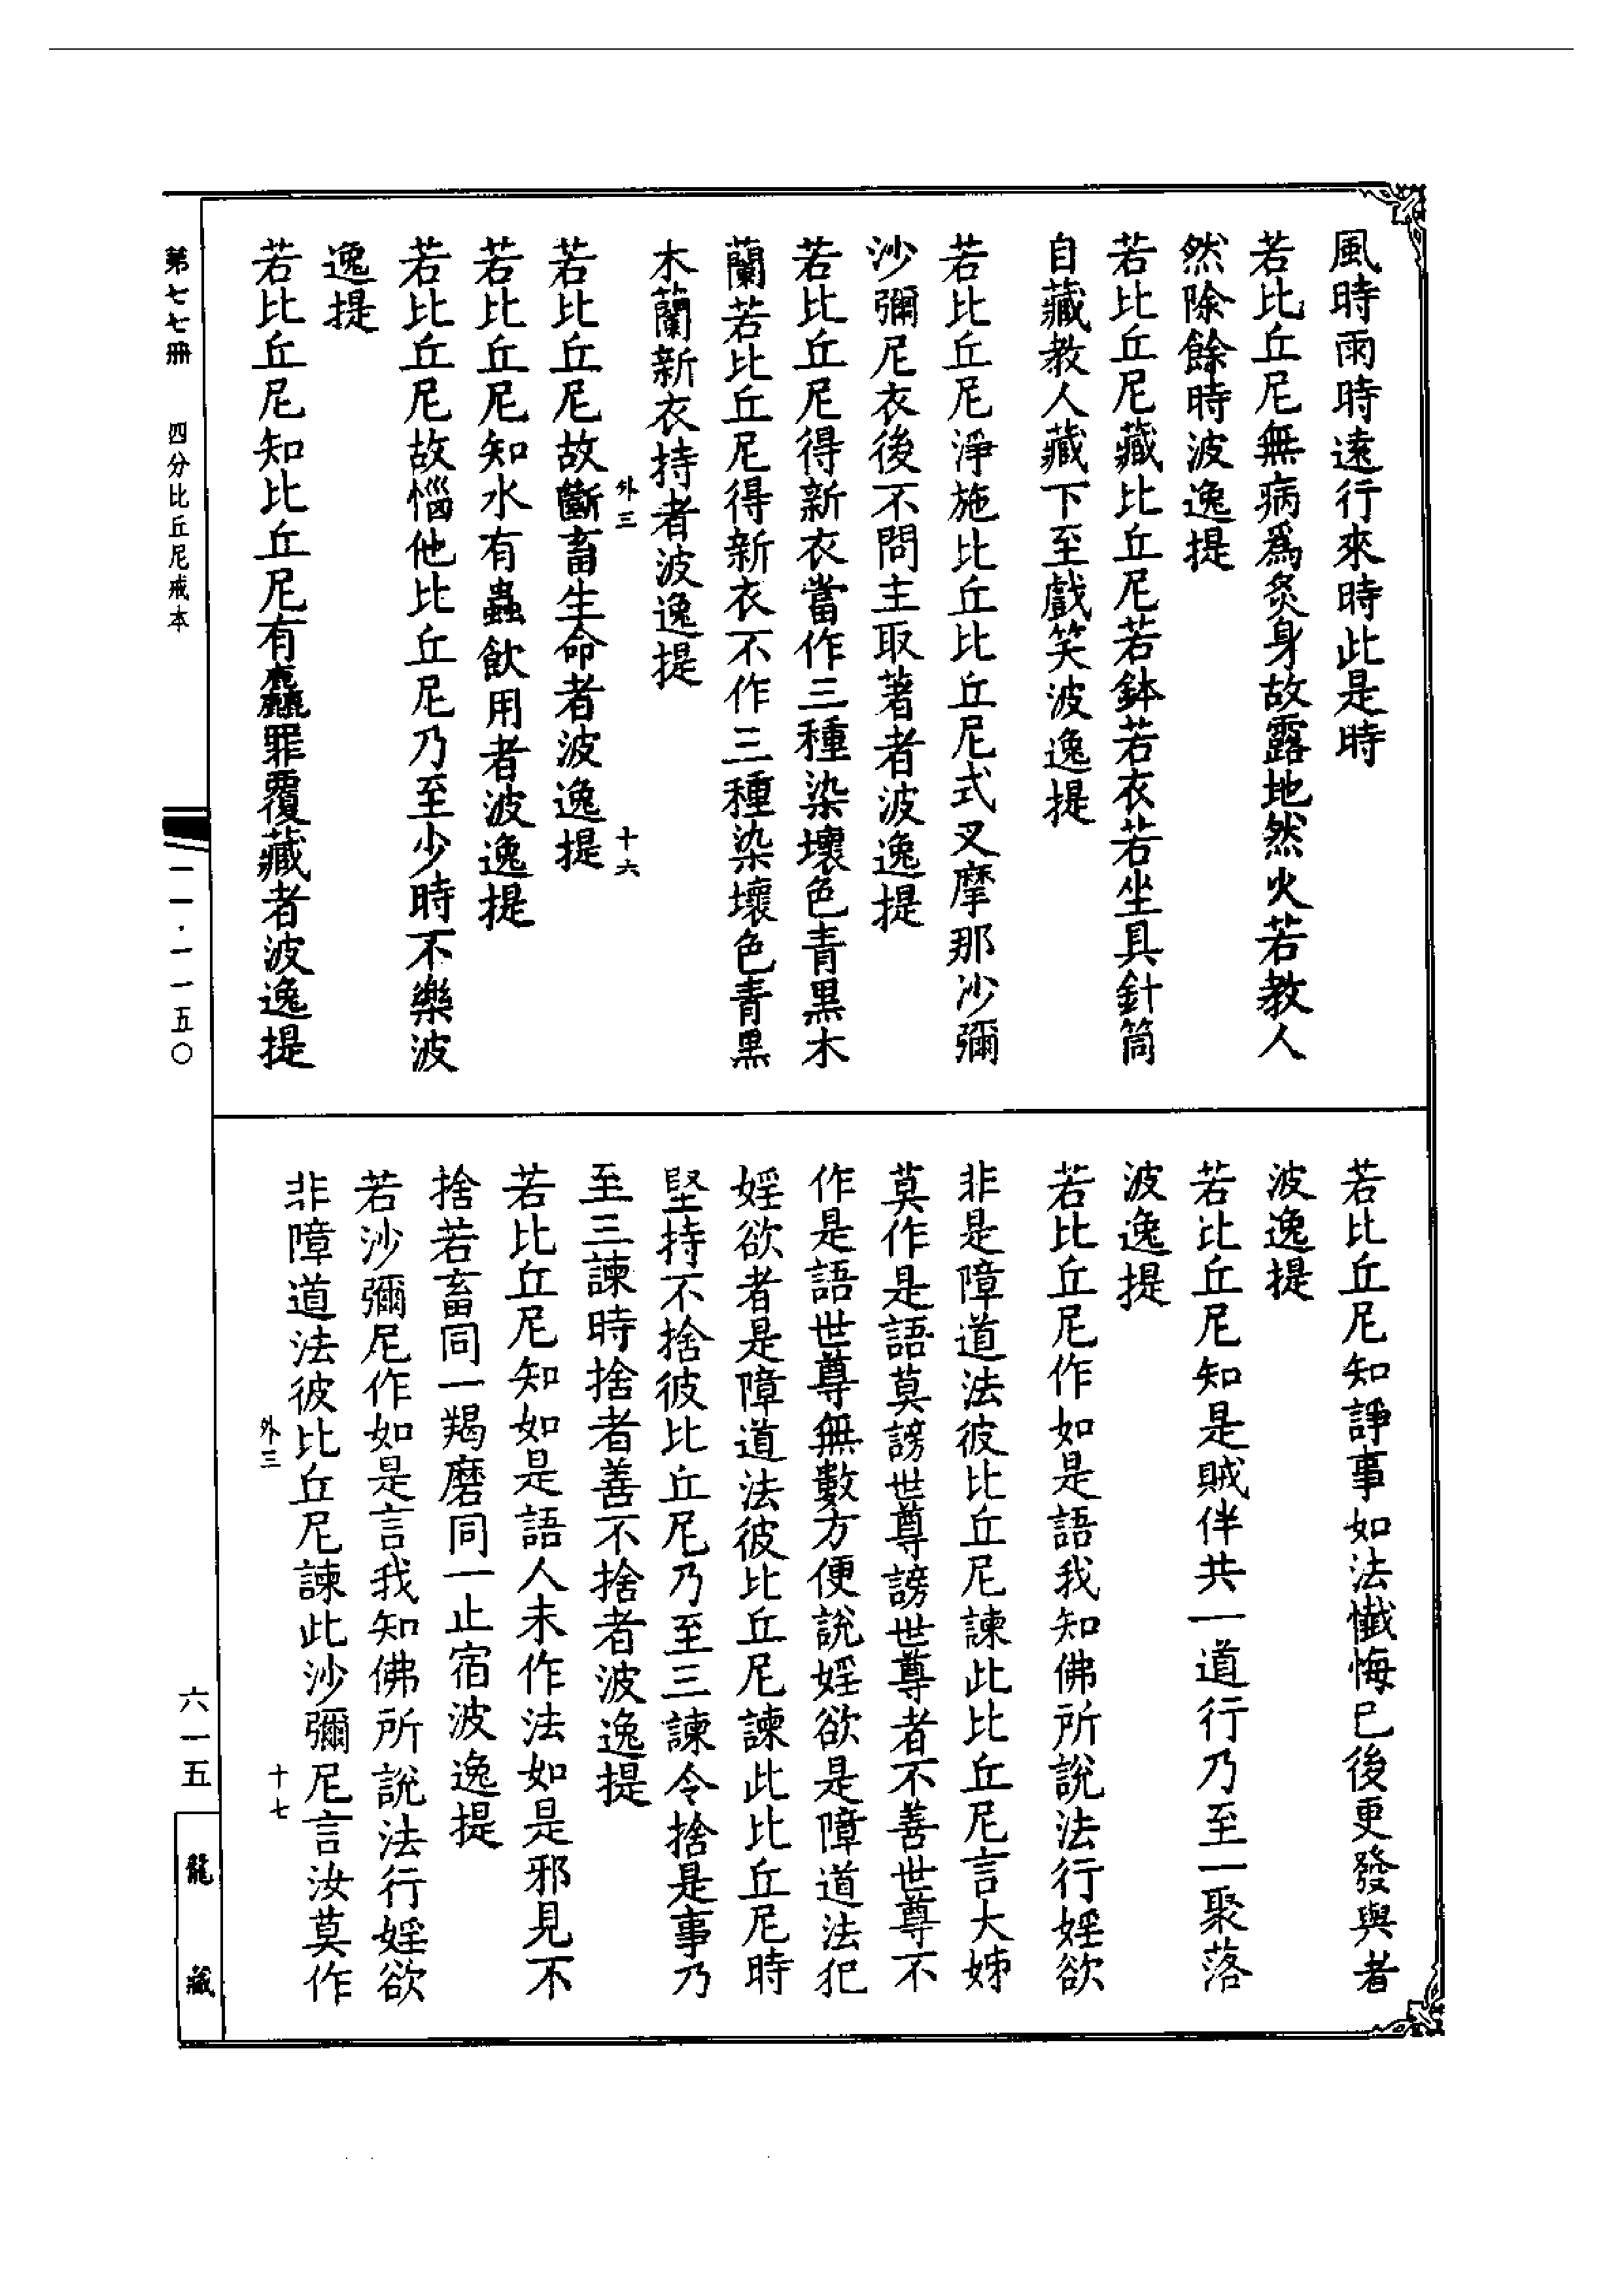 風時雨時遠行來時此是時
若比丘尼無病爲炙身故露地然火若教人
然除餘時波逸提
若比丘尼藏比丘尼若鉢若衣若坐具針筒
自藏教人藏下至戲笑波逸提
若比丘尼淨施比丘比丘尼式叉摩那沙彌
沙彌尼衣後不問主取著者波逸提
若比丘尼得新衣當作三種染壞色青黑木
蘭若比丘尼得新衣不作三種染壞色青黑
木蘭新衣持者波逸提
外三 十六
若比丘尼故斷畜生命者波逸提
若比丘尼知水有蟲飲用者波逸提
若比丘尼故惱他比丘尼乃至少時不樂波
逸提
若比丘尼知比丘尼有麤罪覆藏者波逸提
若比丘尼知諍事如法懺悔已後更發與者
波逸提
若比丘尼知是賊伴共一道行乃至一聚落
波逸提
若比丘尼作如是語我知佛所說法行婬欲
非是障道法彼比丘尼諫此比丘尼言大姊
莫作是語莫謗世尊謗世尊者不善世尊不
作是語世尊無數方便說婬欲是障道法犯
婬欲者是障道法彼比丘尼諫此比丘尼時
堅持不捨彼比丘尼乃至三諫令捨是事乃
至三諫時捨者善不捨者波逸提
若比丘尼知如是語人未作法如是邪見不
捨若畜同一羯磨同一止宿波逸提
若沙彌尼作如是言我知佛所說法行婬欲
非障道法彼比丘尼諫此沙彌尼言汝莫作
外三 十七
第七七冊 四分比丘尼戒本 一一·一一五〇 六一五 龍藏